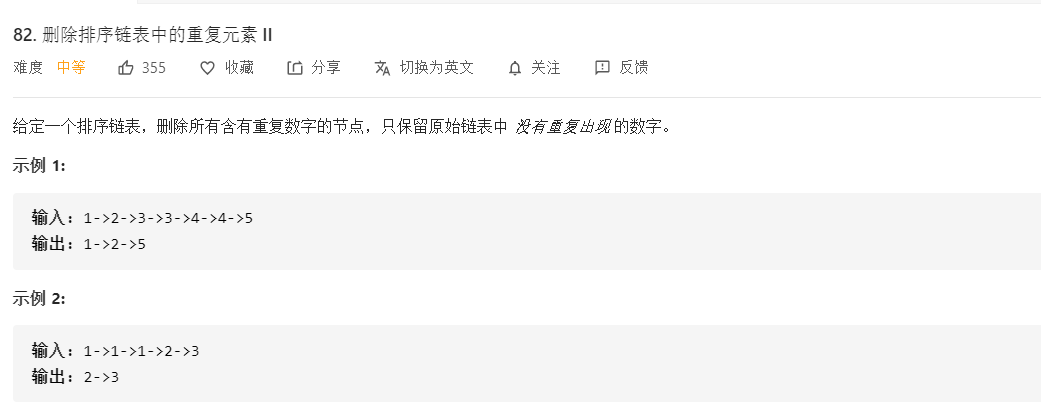 82. 删除排序链表中的重复元素 II
难度 中等 355 收藏 分享 切换为英文 关注 反馈
给定一个排序链表，删除所有含有重复数字的节点，只保留原始链表中 没有重复出现 的数字。
示例 1:
输入: 1->2->3->3->4->4->5
输出: 1->2->5
示例 2:
输入: 1->1->1->2->3
输出: 2->3